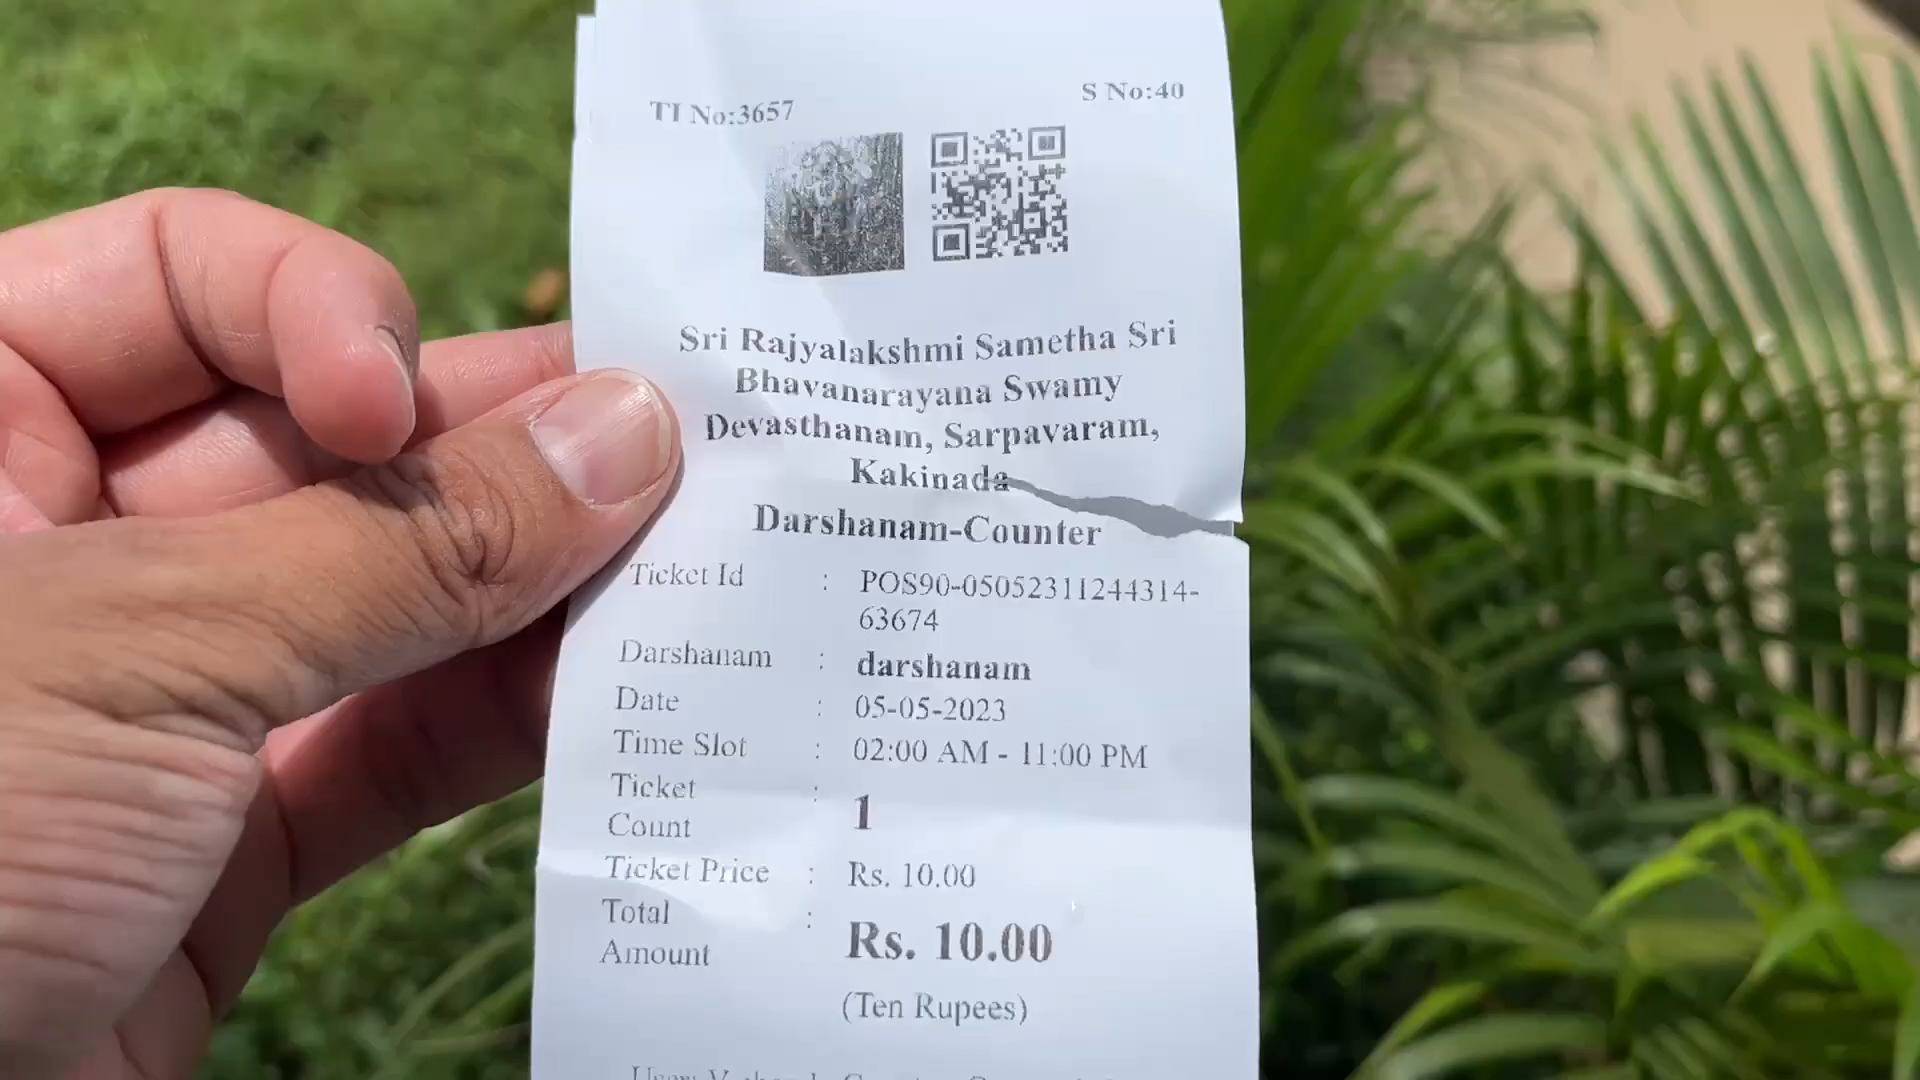 TI No:3657
S No:40
Sri Rajyalakshmi Sametha Sri
Bhavanarayana Swamy
Devasthanam, Sarpavaram,
Kakinada
Darshanam-Counter
Ticket Id : POS90-05052311244314-
63674
Darshanam : darshanam
Date : 05-05-2023
Time Slot : 02:00 AM - 11:00 PM
Ticket : 1
Count
Ticket Price : Rs. 10.00
Total : Rs. 10.00
Amount
(Ten Rupees)